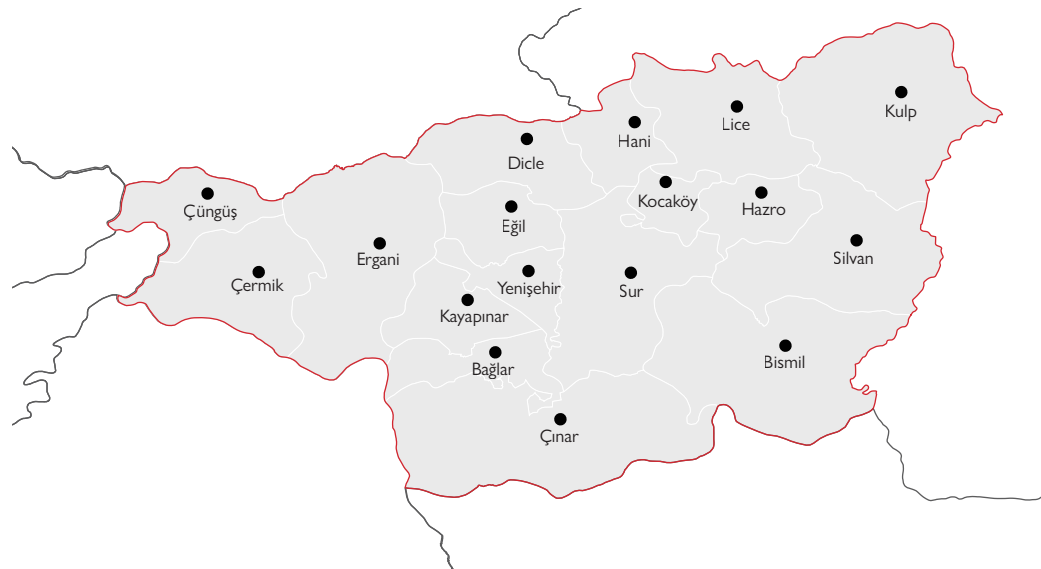 Kulp
Lice
Hani
Dicle
Kocaköy
Hazro
Çüngüş
Eğil
Ergani
Silvan
Çermik
Yenişehir
Sur
Kayapınar
Bağlar
Bismil
Çınar